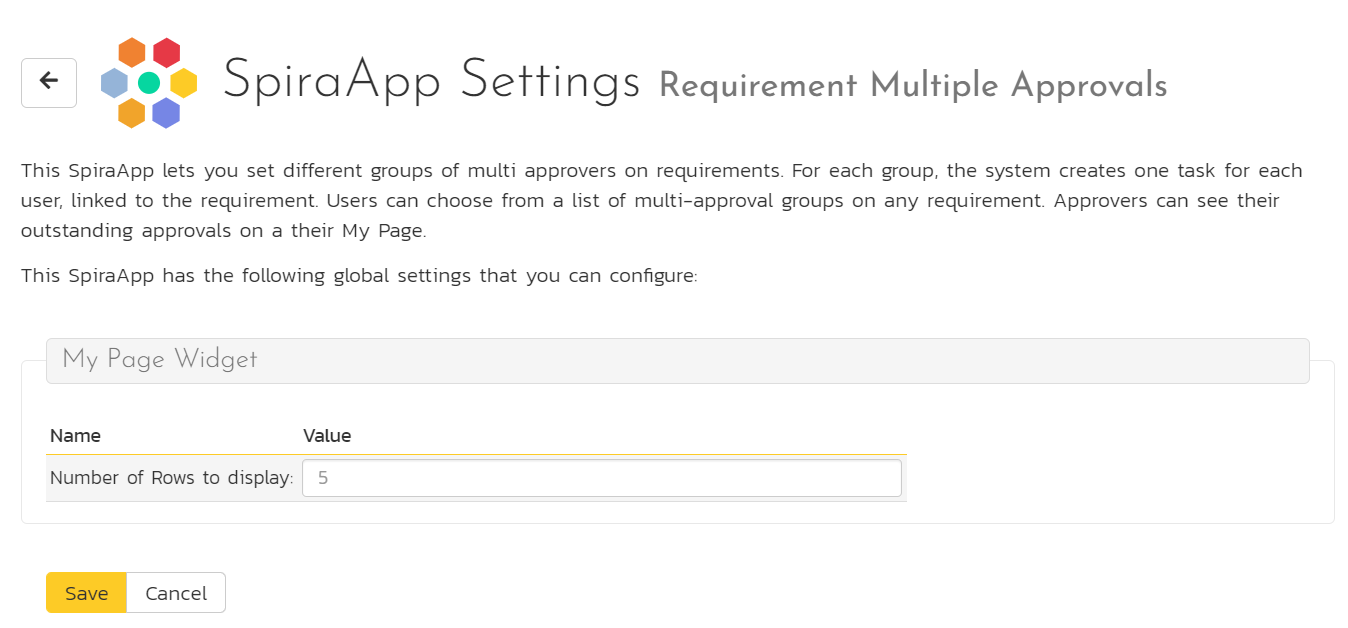 SpiraApp Settings Requirement Multiple Approvals
This SpiraApp lets you set different groups of multi approvers on requirements. For each group, the system creates one task for each
user, linked to the requirement. Users can choose from a list of multi-approval groups on any requirement. Approvers can see their
outstanding approvals on a their My Page.
This SpiraApp has the following global settings that you can configure:
My Page Widget
Name Value
Number of Rows to display: 5
Save Cancel